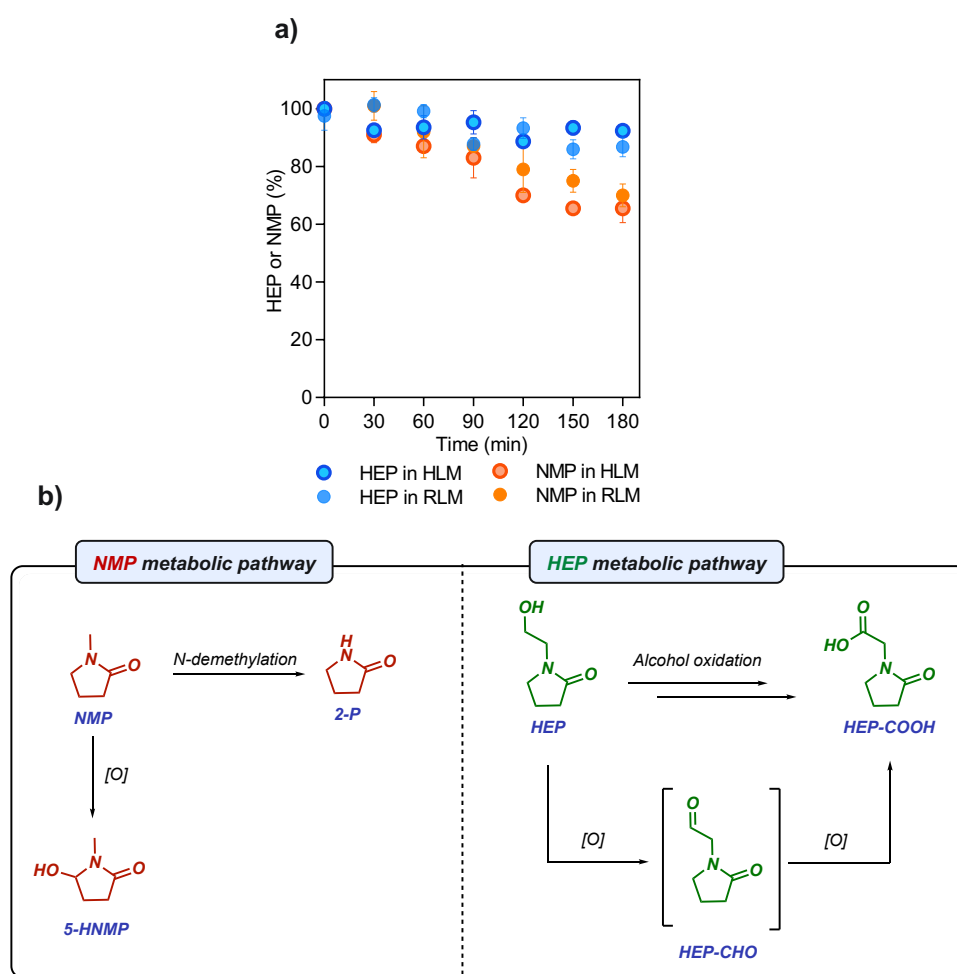 a)
HEP or NMP (%)
100
80
60
40
20
0
0 30 60 90 120 150 180
Time (min)
HEP in HLM NMP in HLM
HEP in RLM NMP in RLM
b)
NMP metabolic pathway
N
O
NMP
N-demethylation
H
N
O
2-P
[O]
HO
N
O
5-HNMP
HEP metabolic pathway
OH
N
O
HEP
Alcohol oxidation
O
HO
N
O
HEP-COOH
[O]
O
N
O
HEP-CHO
[O]